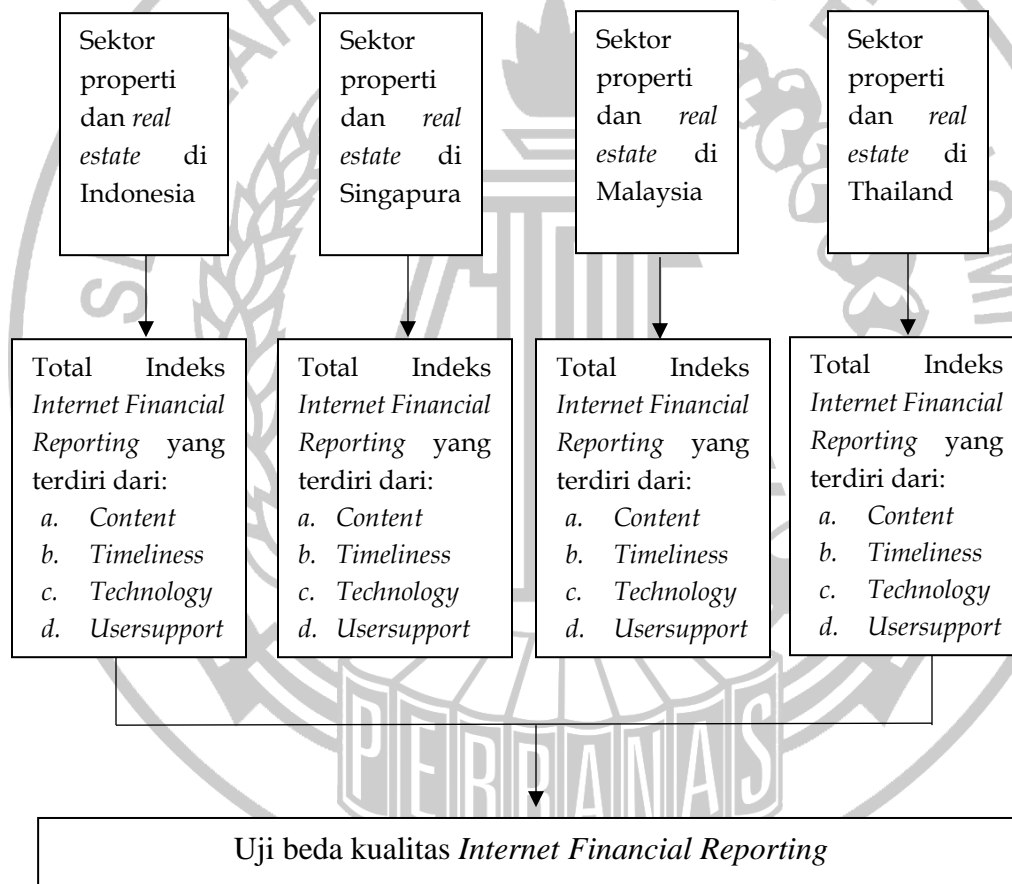 Sektor
properti
dan real
estate di
Indonesia
Sektor
properti
dan real
estate di
Singapura
Sektor
properti
dan real
estate di
Malaysia
Sektor
properti
dan real
estate di
Thailand
Total Indeks
Internet Financial
Reporting yang
terdiri dari:
a. Content
b. Timeliness
c. Technology
d. Usersupport
Total Indeks
Internet Financial
Reporting yang
terdiri dari:
a. Content
b. Timeliness
c. Technology
d. Usersupport
Total Indeks
Internet Financial
Reporting yang
terdiri dari:
a. Content
b. Timeliness
c. Technology
d. Usersupport
Total Indeks
Internet Financial
Reporting yang
terdiri dari:
a. Content
b. Timeliness
c. Technology
d. Usersupport
PERBANAS
Uji beda kualitas Internet Financial Reporting